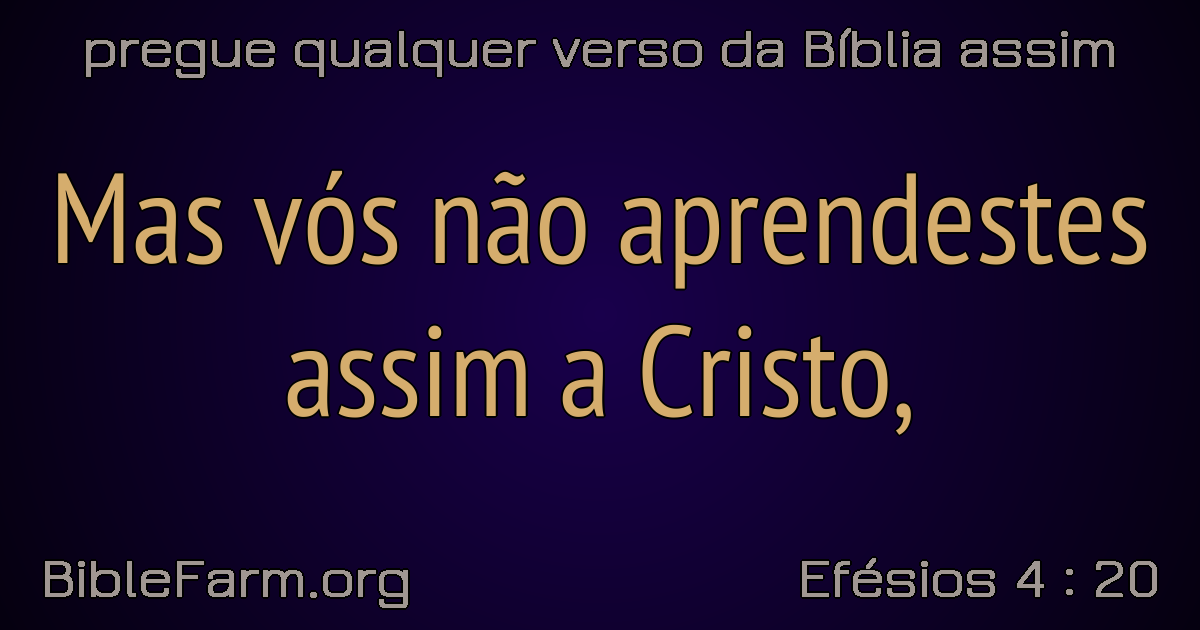 pregue qualquer verso da Bíblia assim
Mas vós não aprendestes
assim a Cristo,
BibleFarm.org
Efésios 4 : 20